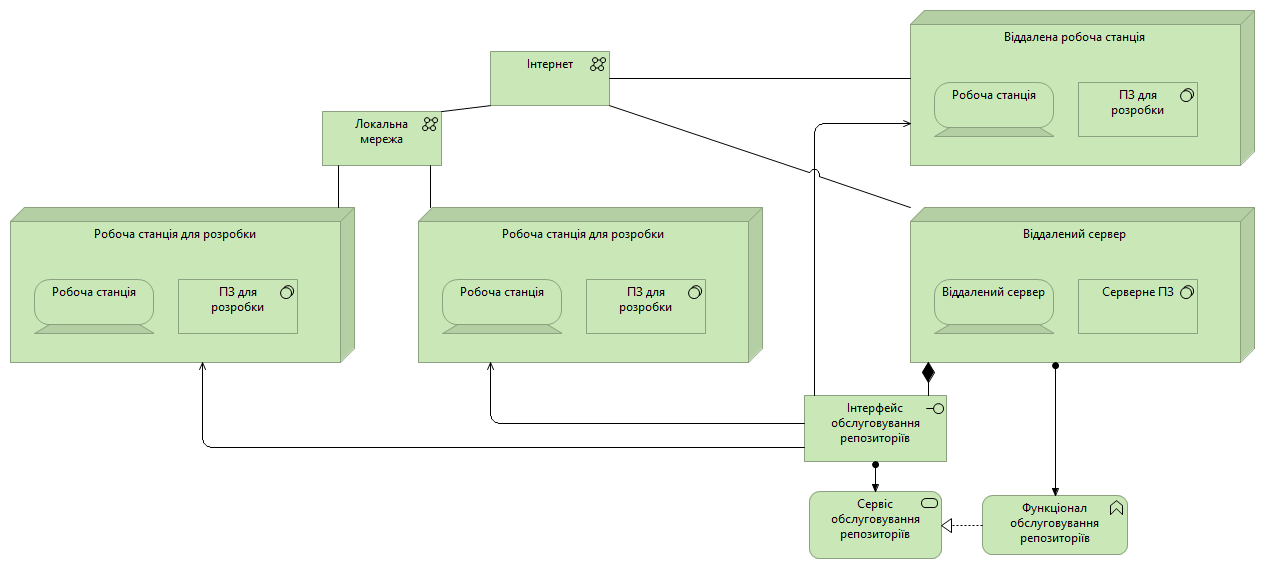 Віддалена робоча станція
Інтернет
Робоча станція
ПЗ для
розробки
Локальна
мережа
Робоча станція для розробки
Робоча станція для розробки
Віддалений сервер
Робоча станція
ПЗ для
розробки
Робоча станція
ПЗ для
розробки
Віддалений сервер
Серверне ПЗ
Інтерфейс
обслуговування
репозиторіїв
Сервіс
обслуговування
репозиторіїв
Функціонал
обслуговування
репозиторіїв